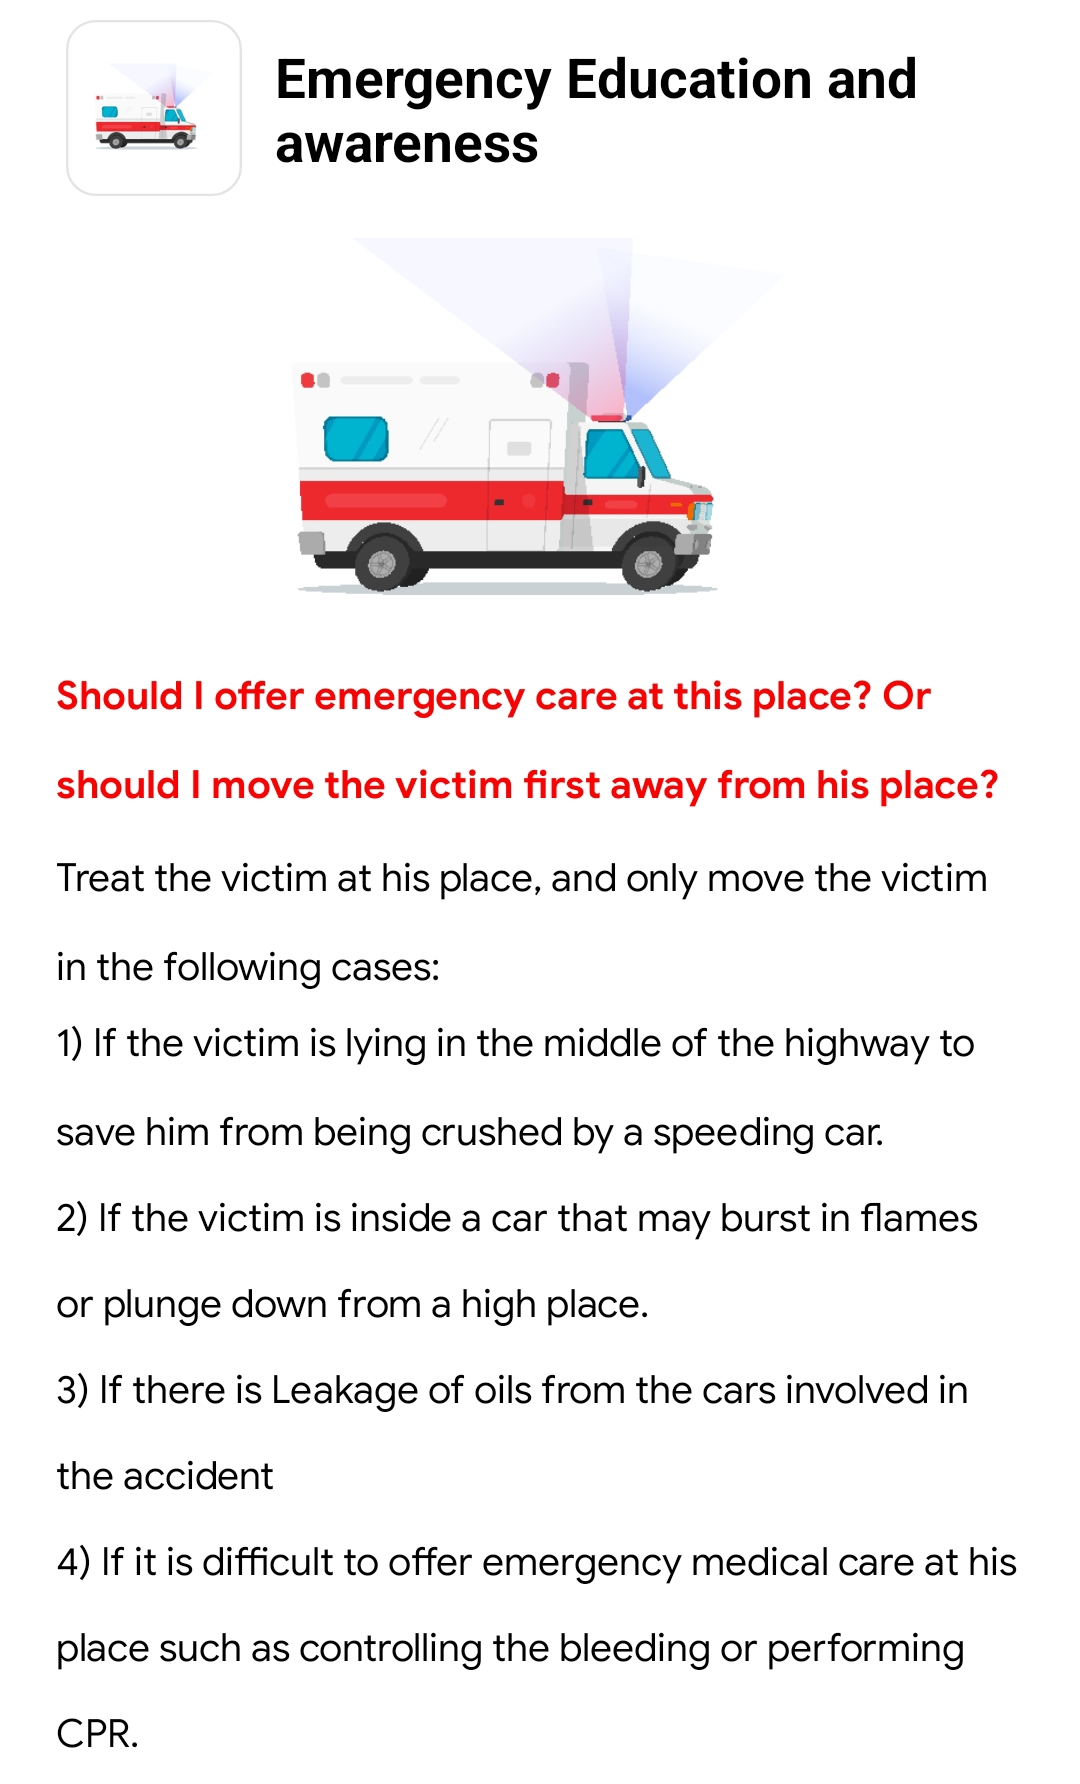 Emergency Education and
awareness
Should I offer emergency care at this place? Or
should I move the victim first away from his place?
Treat the victim at his place, and only move the victim
in the following cases:
1) If the victim is lying in the middle of the highway to
save him from being crushed by a speeding car.
2) If the victim is inside a car that may burst in flames
or plunge down from a high place.
3) If there is Leakage of oils from the cars involved in
the accident
4) If it is difficult to offer emergency medical care at his
place such as controlling the bleeding or performing
CPR.